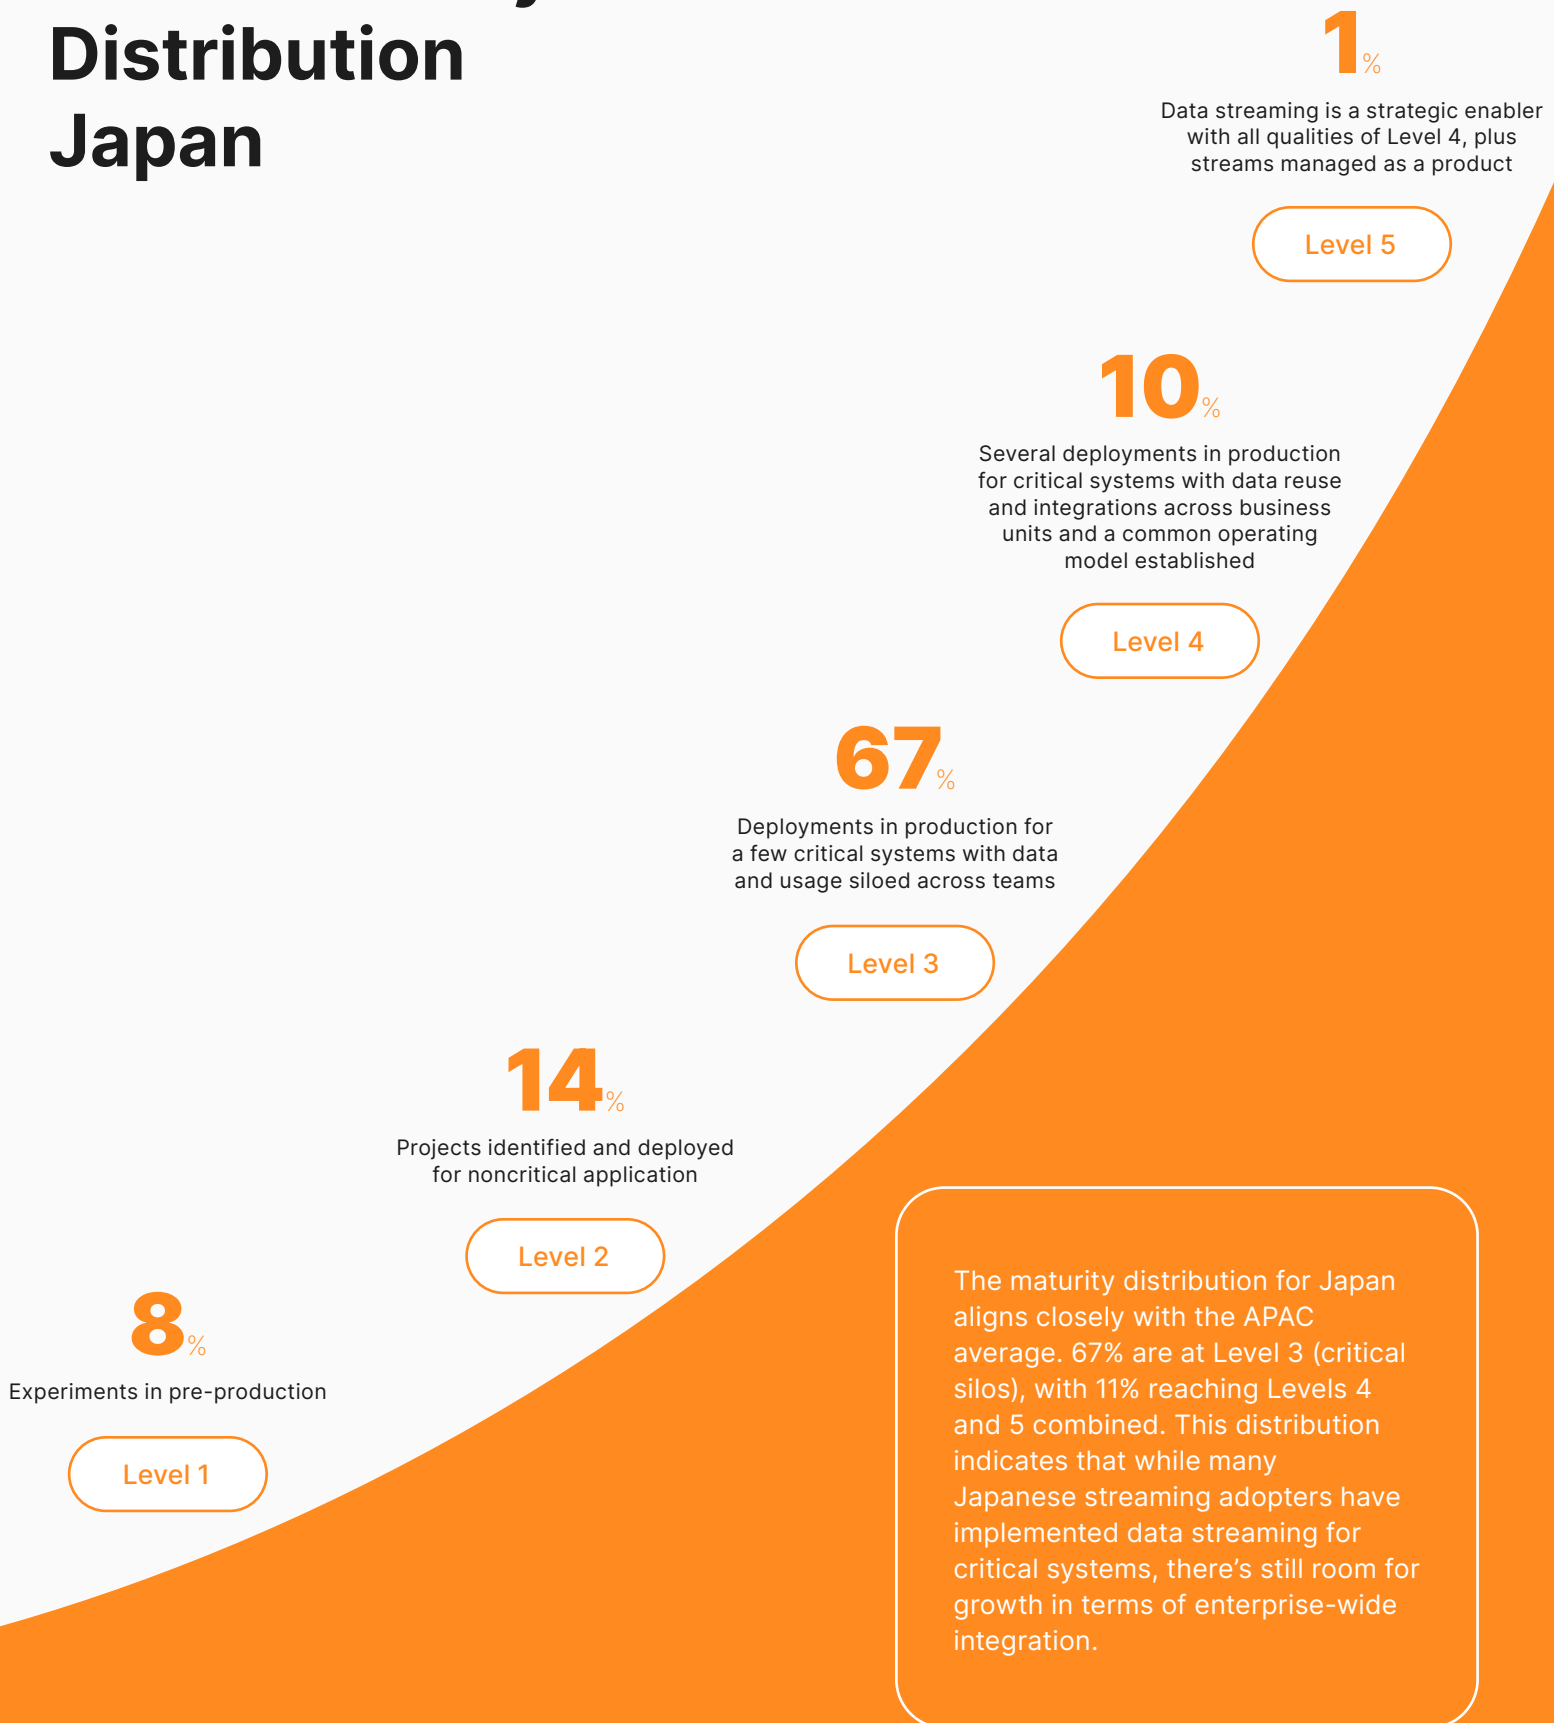 Distribution
Japan
1%
Data streaming is a strategic enabler
with all qualities of Level 4, plus
streams managed as a product
Level 5
10%
Several deployments in production
for critical systems with data reuse
and integrations across business
units and a common operating
model established
Level 4
67%
Deployments in production for
a few critical systems with data
and usage siloed across teams
Level 3
14%
Projects identified and deployed
for noncritical application
Level 2
8%
Experiments in pre-production
Level 1
The maturity distribution for Japan
aligns closely with the APAC
average. 67% are at Level 3 (critical
silos), with 11% reaching Levels 4
and 5 combined. This distribution
indicates that while many
Japanese streaming adopters have
implemented data streaming for
critical systems, there’s still room for
growth in terms of enterprise-wide
integration.